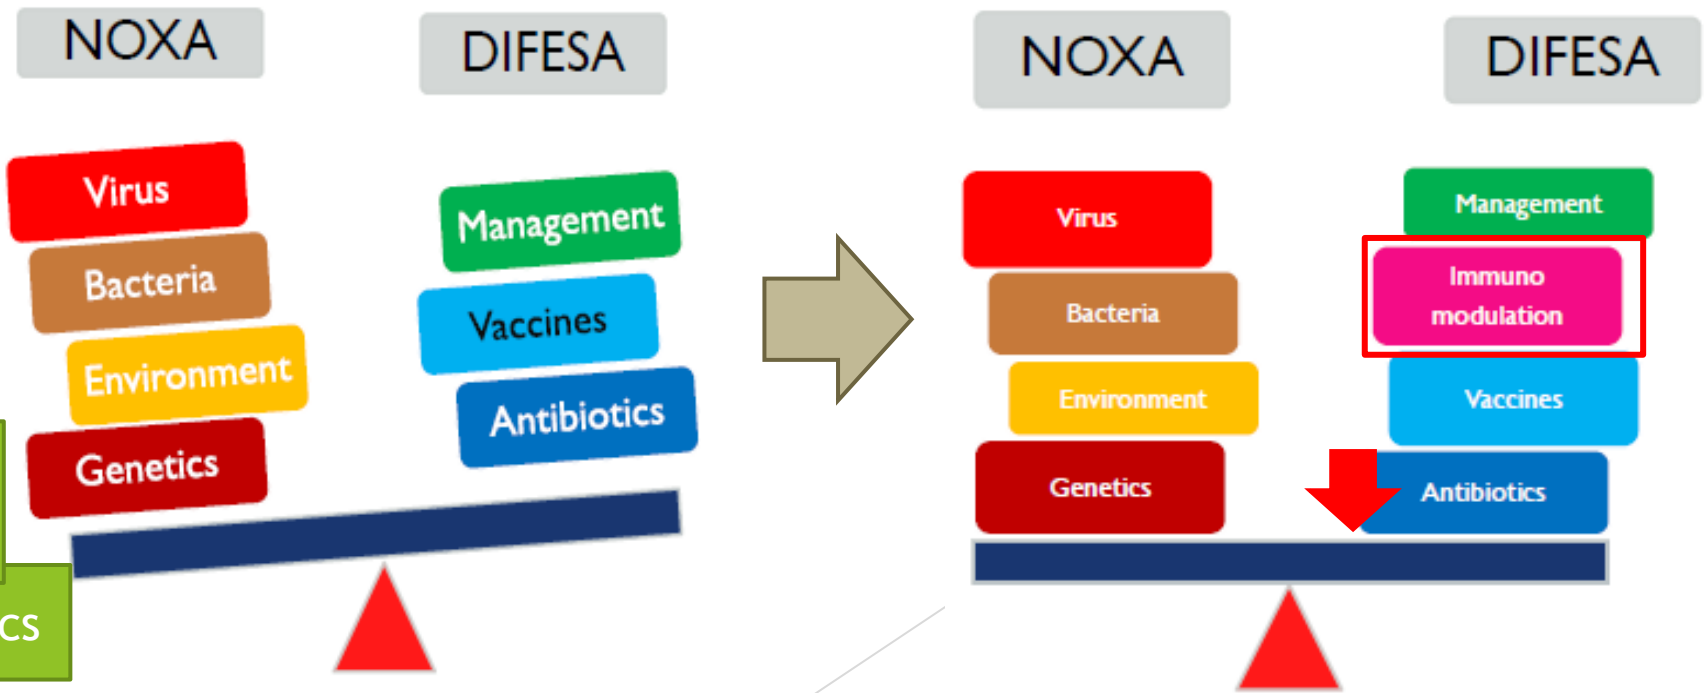 NOXA
DIFESA
Virus
Bacteria
Environment
Genetics
Management
Vaccines
Antibiotics
cs
NOXA
DIFESA
Virus
Bacteria
Environment
Genetics
Management
Immuno
modulation
Vaccines
Antibiotics